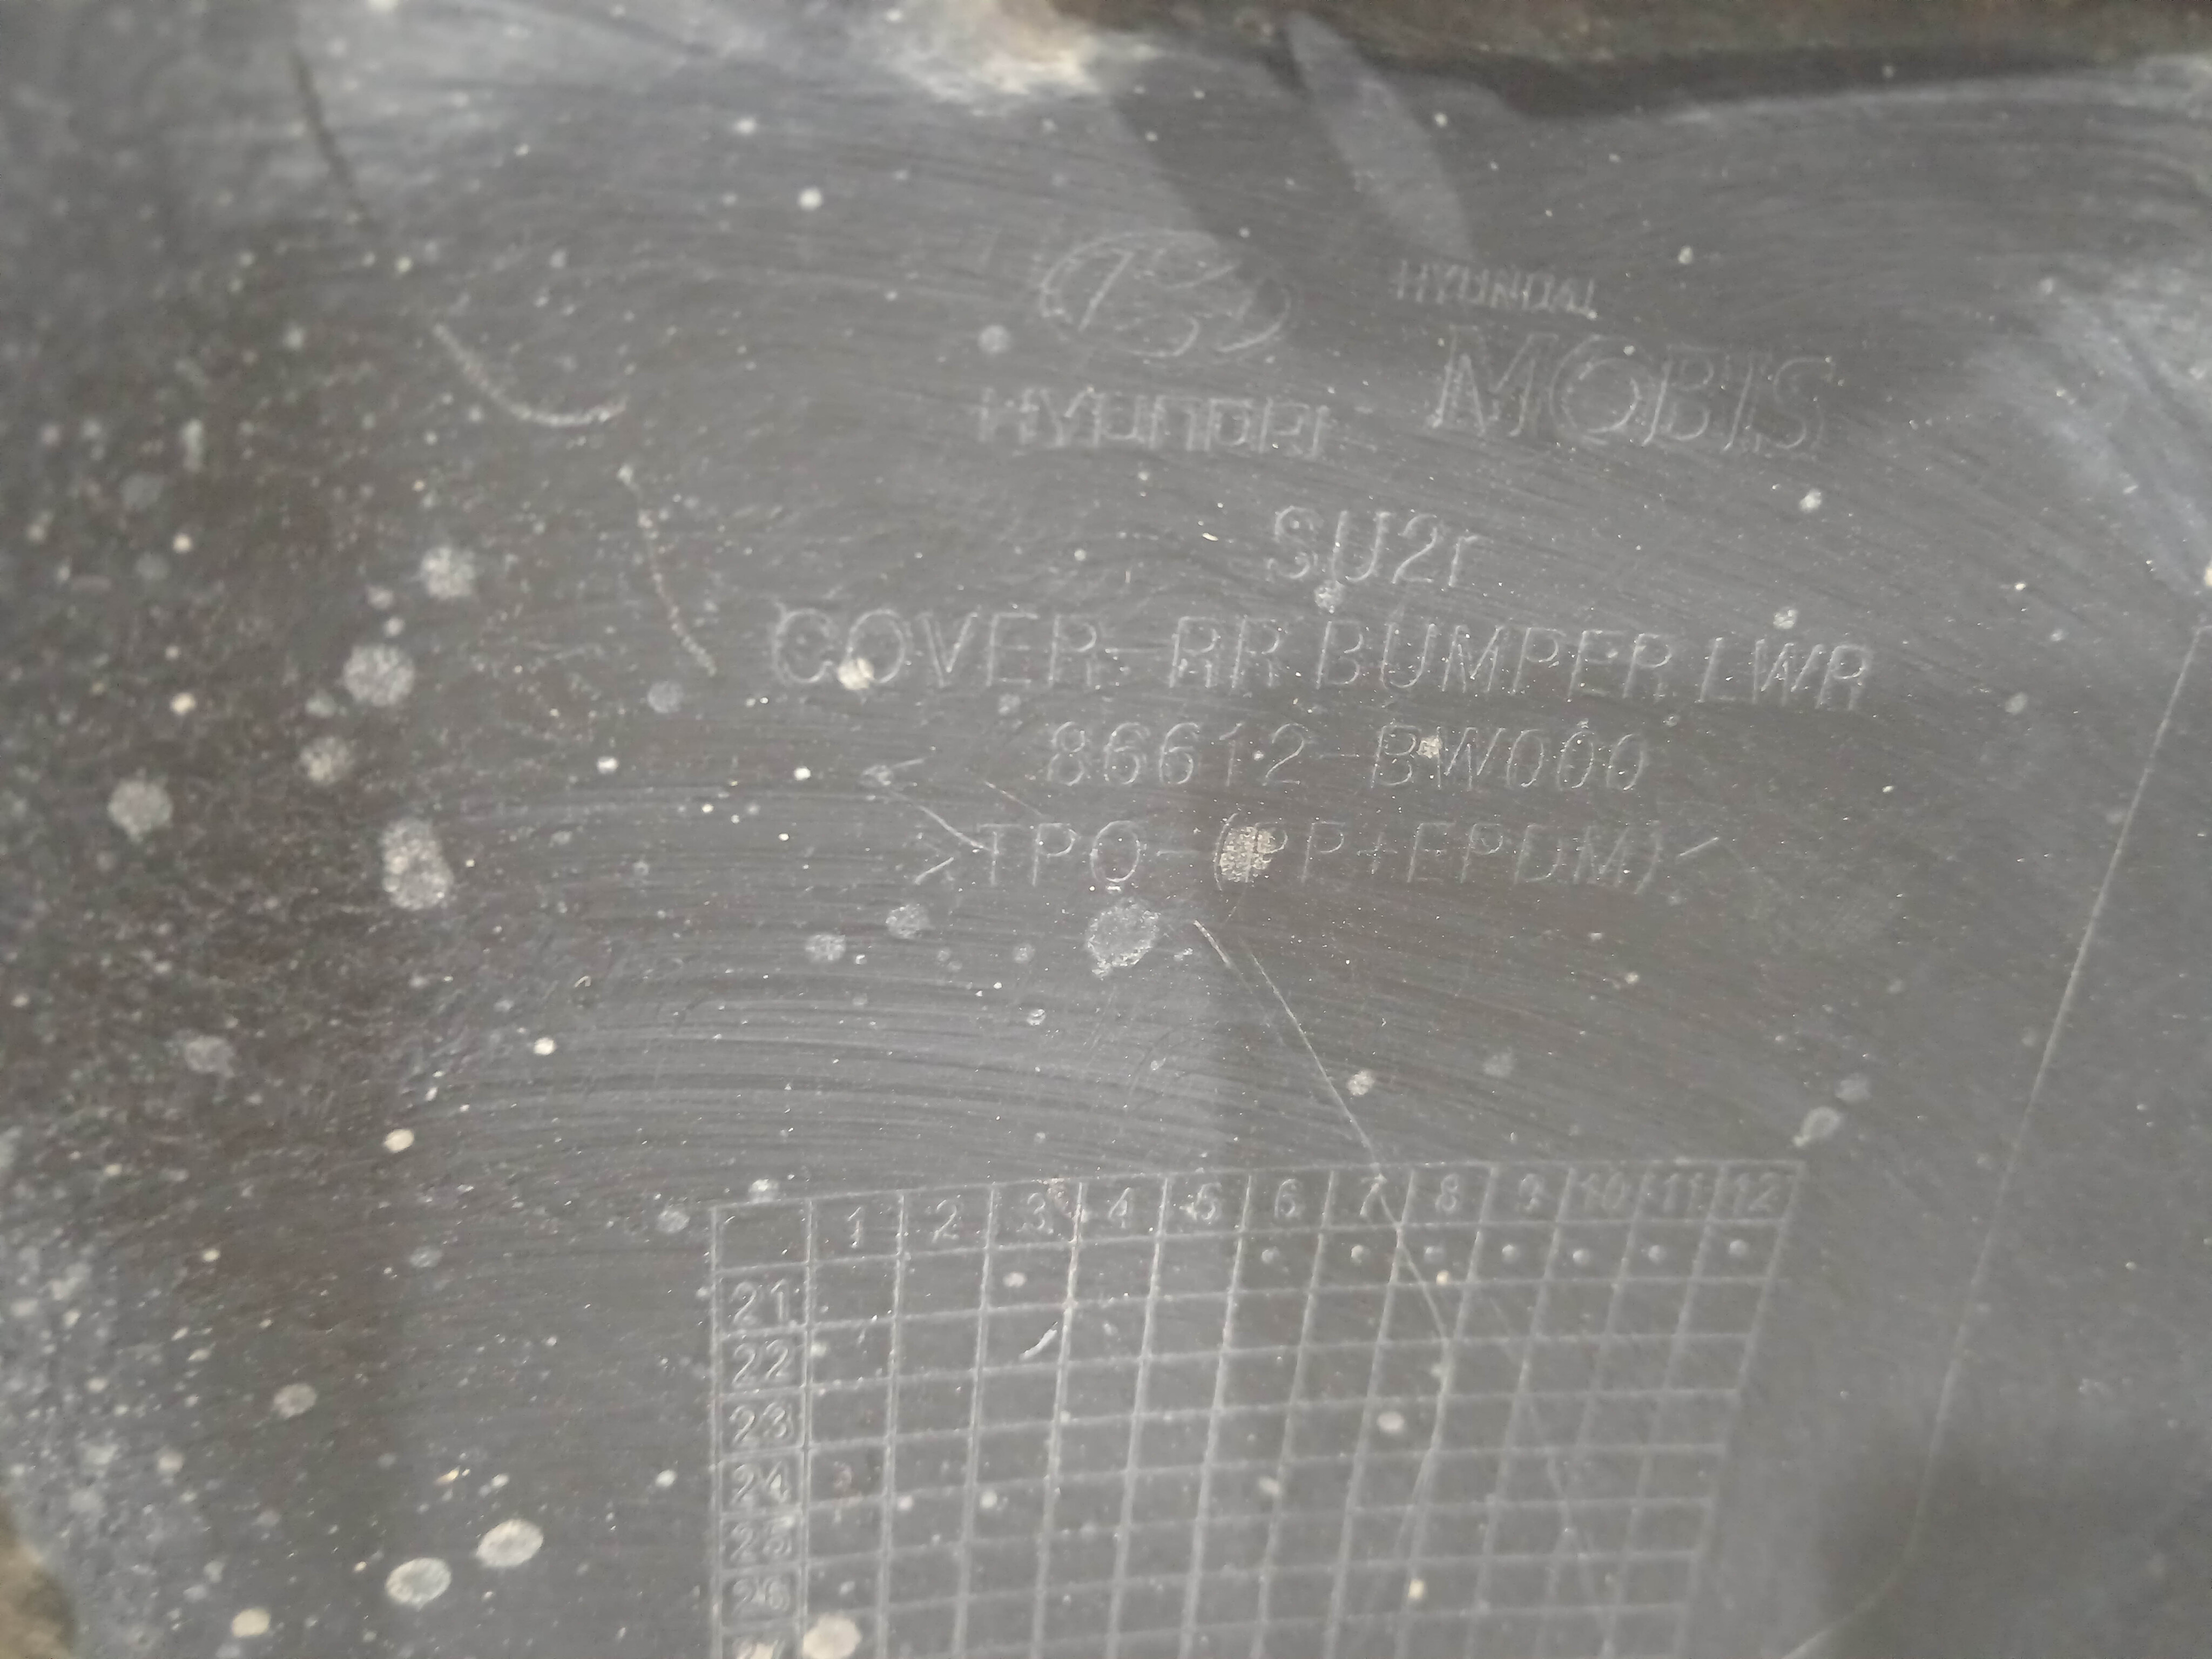 HYUNDAI
HYUNDAI
MOBIS
SU2r
COVER-RR BUMPER LWR
86612-BW000
>TPO-(PP+EPDM)<
1 2 3 4 5 6 7 8 9 10 11 12
21
22
23
24
25
26
27